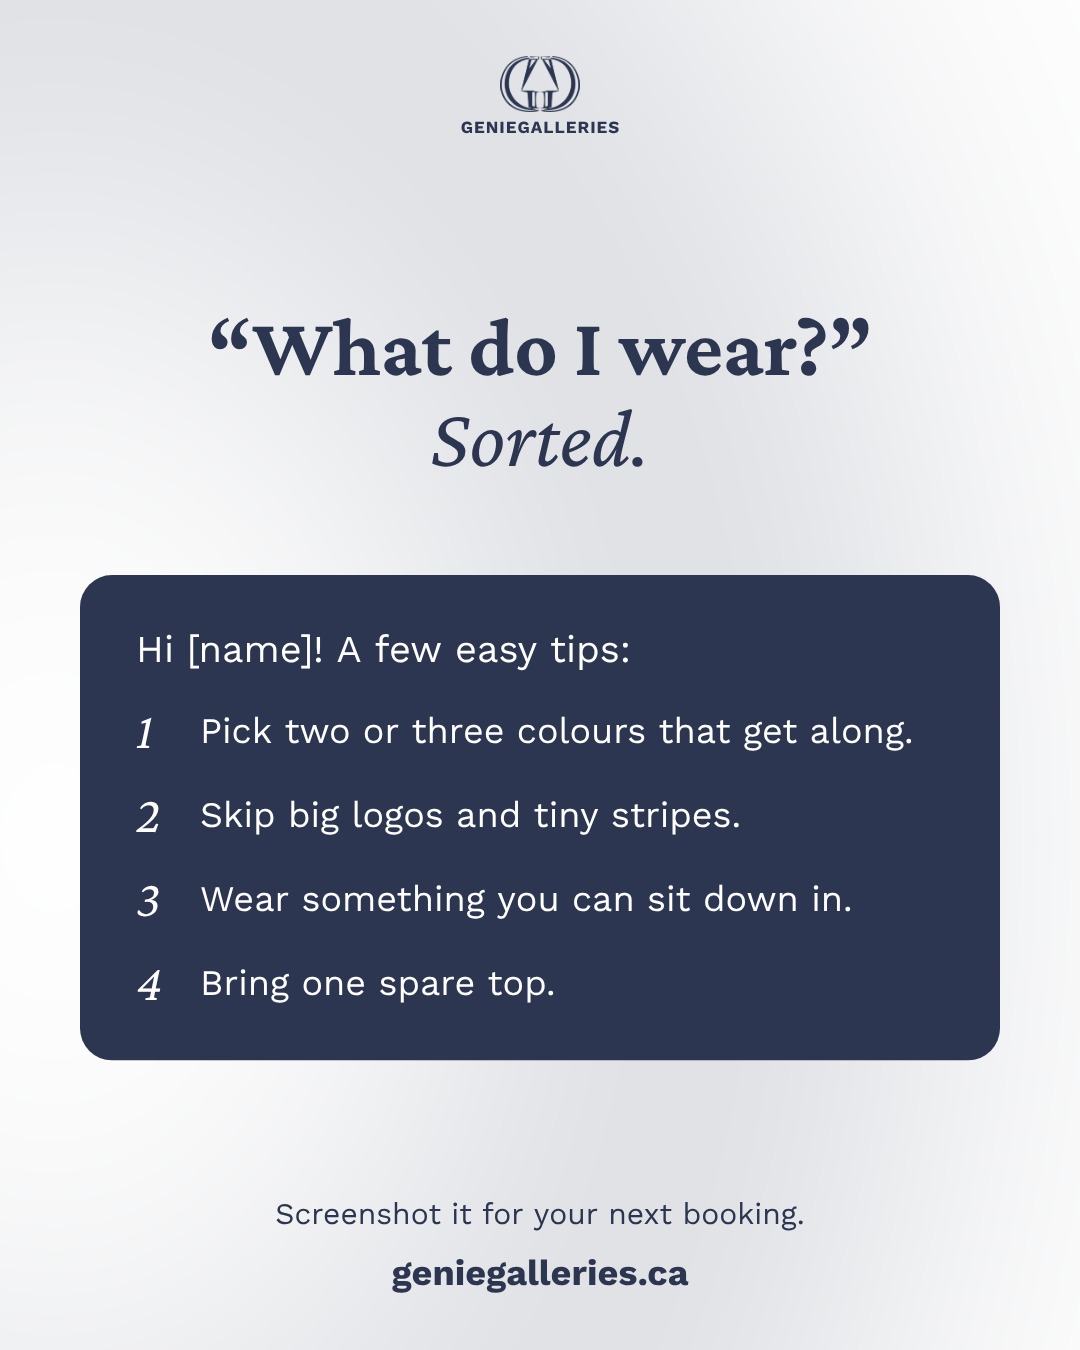 GENIEGALLERIES
“What do I wear?”
Sorted.
Hi [name]! A few easy tips:
1 Pick two or three colours that get along.
2 Skip big logos and tiny stripes.
3 Wear something you can sit down in.
4 Bring one spare top.
Screenshot it for your next booking.
geniegalleries.ca